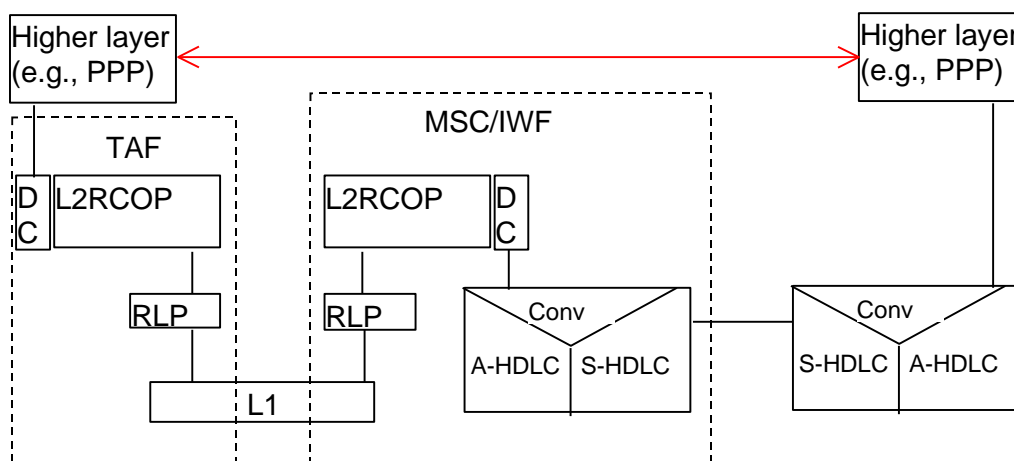 Higher layer
(e.g., PPP)
Higher layer
(e.g., PPP)
MSC/IWF
TAF
D
C
L2RCOP
L2RCOP
D
C
RLP
RLP
Conv
A-HDLC
S-HDLC
Conv
S-HDLC
A-HDLC
L1